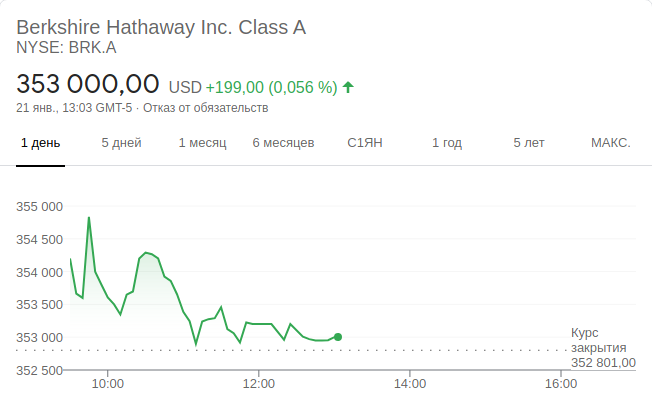 Berkshire Hathaway Inc. Class A
NYSE: BRK.A
353 000,00 USD +199,00 (0,056 %)
21 янв., 13:03 GMT-5 · Отказ от обязательств
1 день 5 дней 1 месяц 6 месяцев С1ЯН 1 год 5 лет МАКС.
355 000
354 500
354 000
353 500
353 000
Курс
закрытия
352 801,00
352 500
10:00 12:00 14:00 16:00